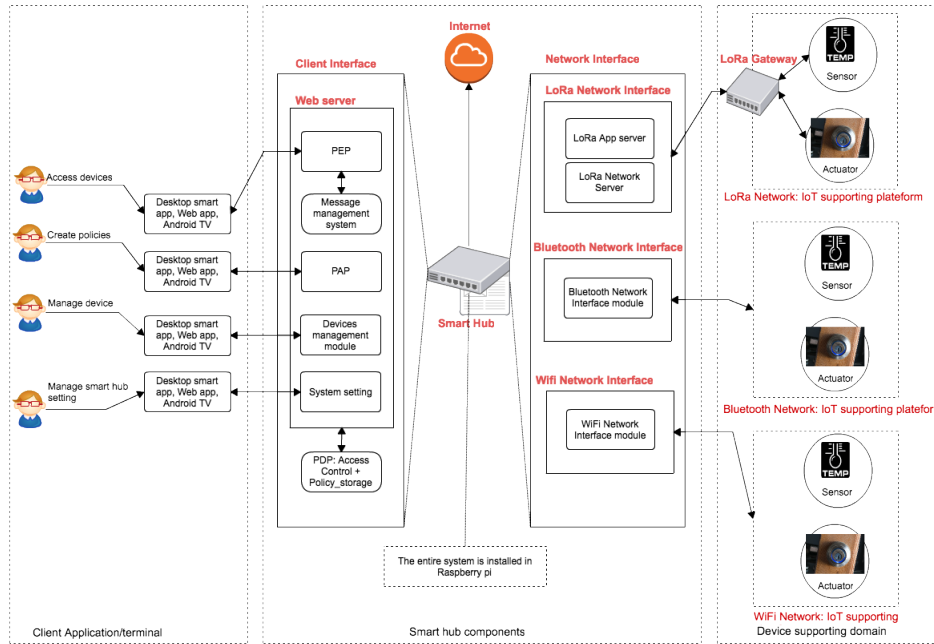 Internet
Client Interface
Web server
PEP
Message
management
system
PAP
Devices
management
module
System setting
PDP: Access
Control +
Policy_storage
Access devices
Desktop smart
app, Web app,
Android TV
Create policies
Desktop smart
app, Web app,
Android TV
Manage device
Desktop smart
app, Web app,
Android TV
Manage smart hub
setting
Desktop smart
app, Web app,
Android TV
Client Application/terminal
Smart Hub
The entire system is installed in
Raspberry pi
Smart hub components
Network Interface
LoRa Network Interface
LoRa App server
LoRa Network
Server
Bluetooth Network Interface
Bluetooth Network
Interface module
Wifi Network Interface
WiFi Network
Interface module
LoRa Gateway
TEMP
Sensor
Actuator
LoRa Network: IoT supporting plateform
TEMP
Sensor
Actuator
Bluetooth Network: IoT supporting platefor
TEMP
Sensor
Actuator
WiFi Network: IoT supporting
Device supporting domain